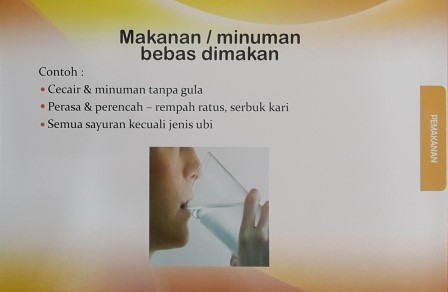 Makanan / minuman
bebas dimakan
Contoh :
• Cecair & minuman tanpa gula
• Perasa & perencah – rempah ratus, serbuk kari
• Semua sayuran kecuali jenis ubi
PEMAKANAN